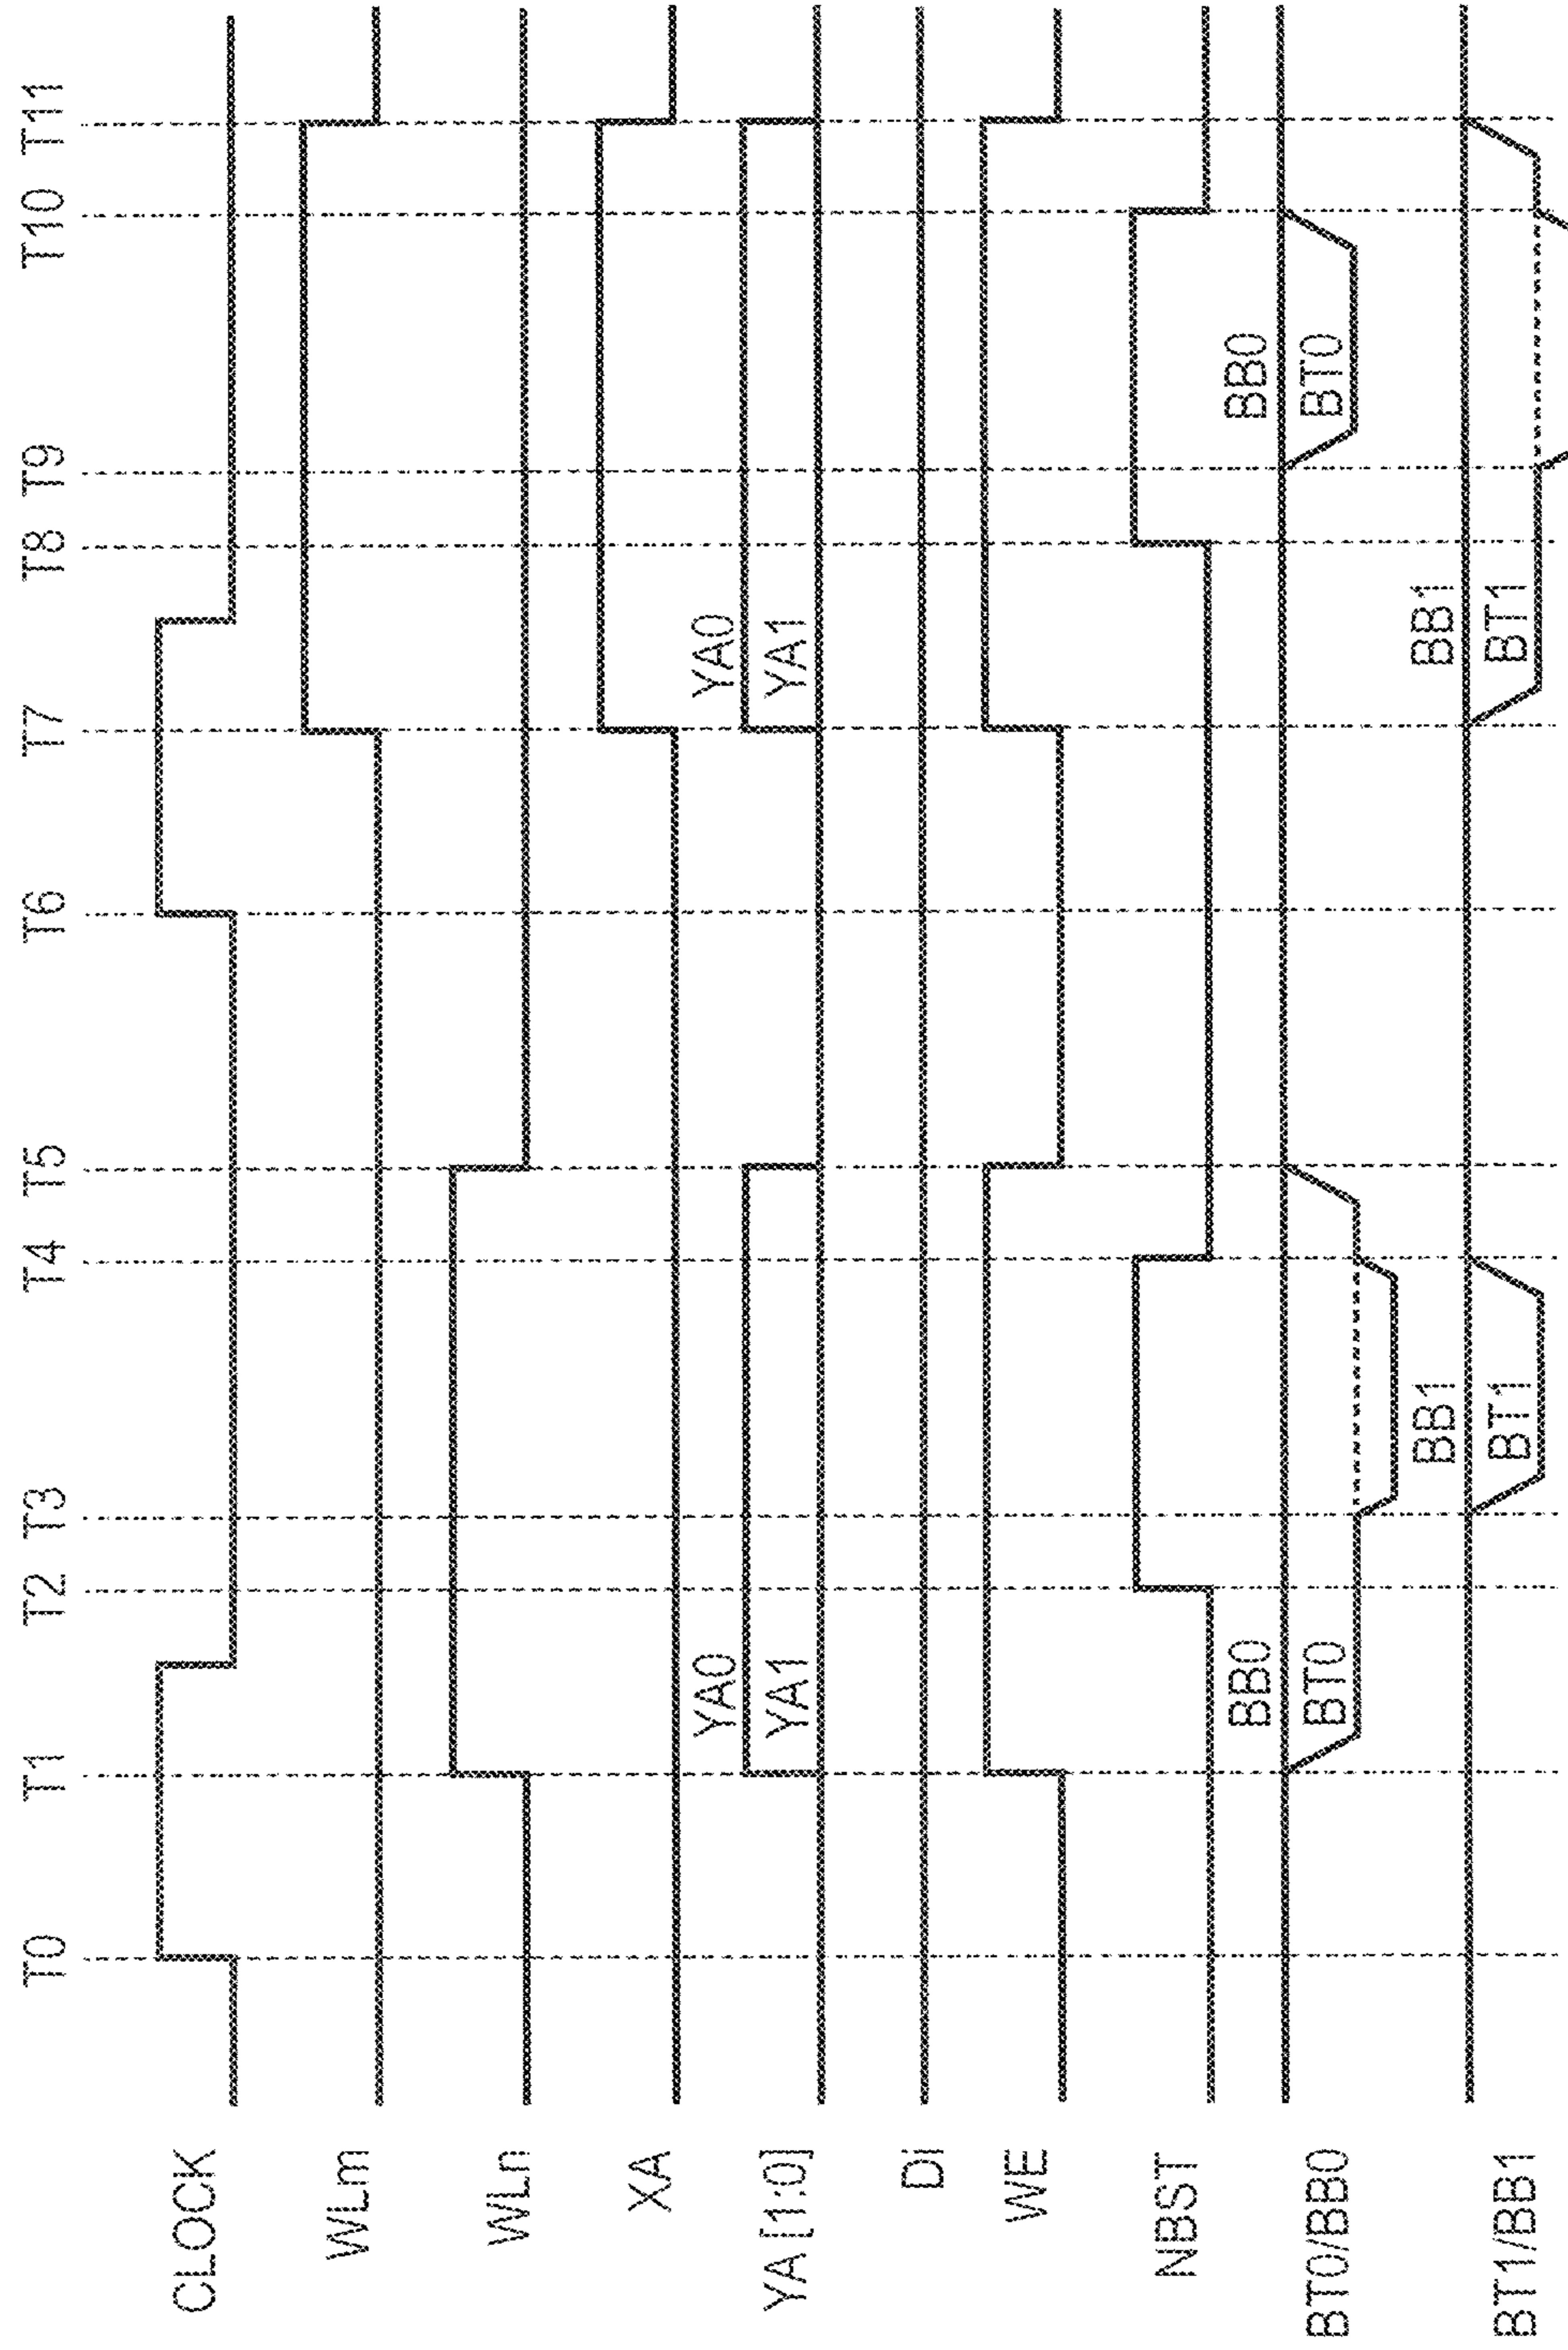 T0 T1 T2 T3 T4 T5 T6 T7 T8 T9 T10 T11
CLOCK
WLm
WLn
XA
YA0 YA0
YA [1:0] YA1 YA1
Di
WE
NBST
BB0 BB0
BT0/BB0 BT0 BT0
BB1 BB1
BT1/BB1 BT1 BT1